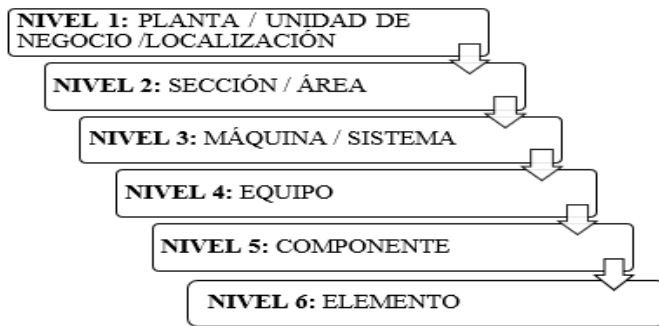 NIVEL 1: PLANTA / UNIDAD DE
NEGOCIO /LOCALIZACIÓN
NIVEL 2: SECCIÓN / ÁREA
NIVEL 3: MÁQUINA / SISTEMA
NIVEL 4: EQUIPO
NIVEL 5: COMPONENTE
NIVEL 6: ELEMENTO